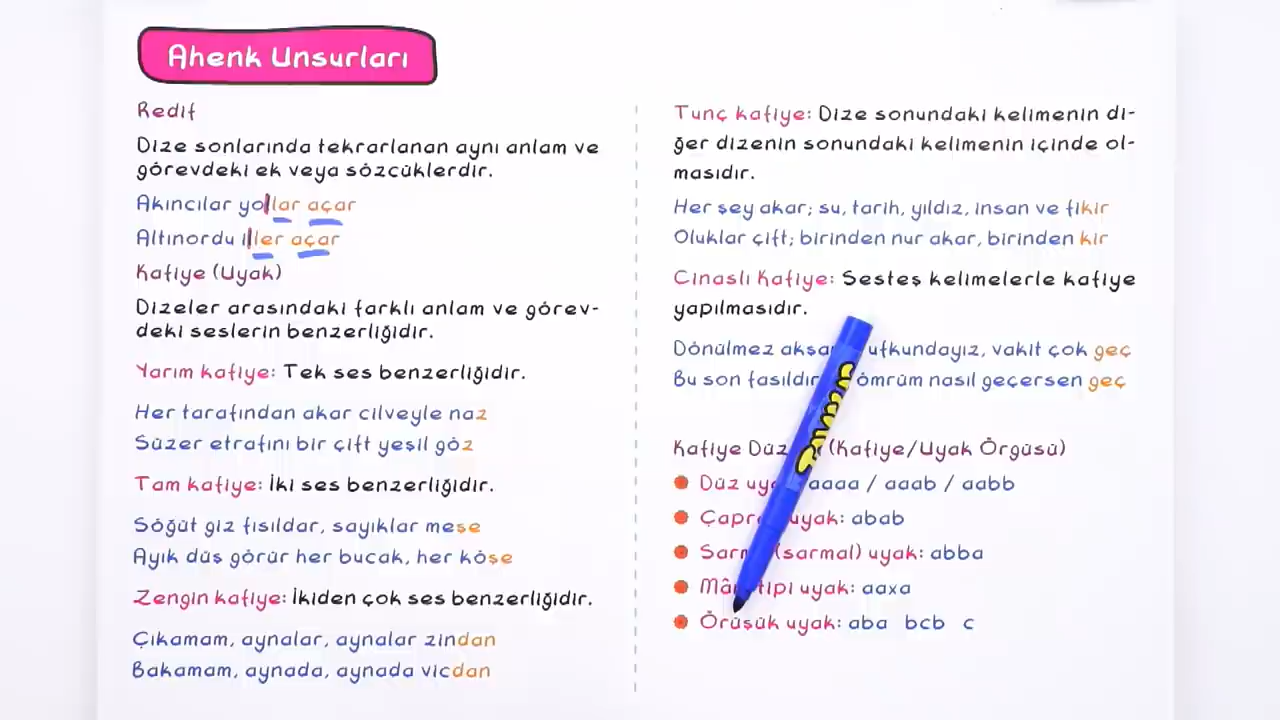 Ahenk Unsurları
Redif
Dize sonlarında tekrarlanan aynı anlam ve
görevdeki ek veya sözcüklerdir.
Akıncılar yollar açar
Altınordu iller açar
Kafiye (Uyak)
Dizeler arasındaki farklı anlam ve görev-
deki seslerin benzerliğidir.
Yarım kafiye: Tek ses benzerliğidir.
Her tarafından akar cilveyle naz
Süzer etrafını bir çift yeşil göz
Tam kafiye: İki ses benzerliğidir.
Söğüt giz fısıldar, sayıklar meşe
Ayık düş görür her bucak, her köşe
Zengin kafiye: İkiden çok ses benzerliğidir.
Çıkamam, aynalar, aynalar zindan
Bakamam, aynada, aynada vicdan
Tunç kafiye: Dize sonundaki kelimenin di-
ğer dizenin sonundaki kelimenin içinde ol-
masıdır.
Her şey akar; su, tarih, yıldız, insan ve fikir
Oluklar çift; birinden nur akar, birinden kir
Cinaslı Kafiye: Sesteş kelimelerle kafiye
yapılmasıdır.
Dönülmez ufkundayız, vakit çok geç
Bu son fasıldır ömrüm nasıl geçersen geç
Kafiye (Kafiye/Uyak Örgüsü)
Düz aaaa / aaab / aabb
uyak: abab
(sarmal) uyak: abba
tipi uyak: aaxa
Örüşük uyak: aba bcb c